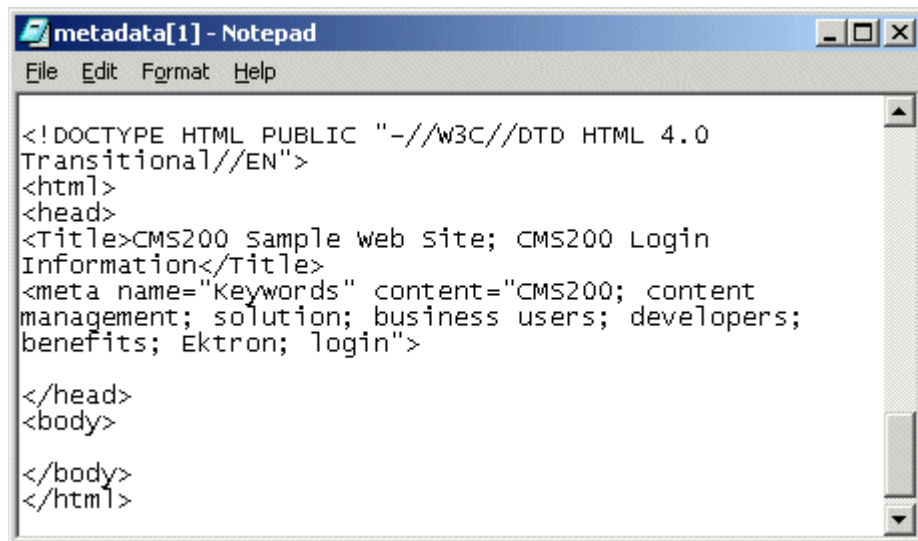 metadata[1] - Notepad
File Edit Format Help
<!DOCTYPE HTML PUBLIC "-//W3C//DTD HTML 4.0
Transitional//EN">
<html>
<head>
<Title>CMS200 Sample Web Site; CMS200 Login
Information</Title>
<meta name="Keywords" content="CMS200; content
management; solution; business users; developers;
benefits; Ektron; login">
</head>
<body>
</body>
</html>